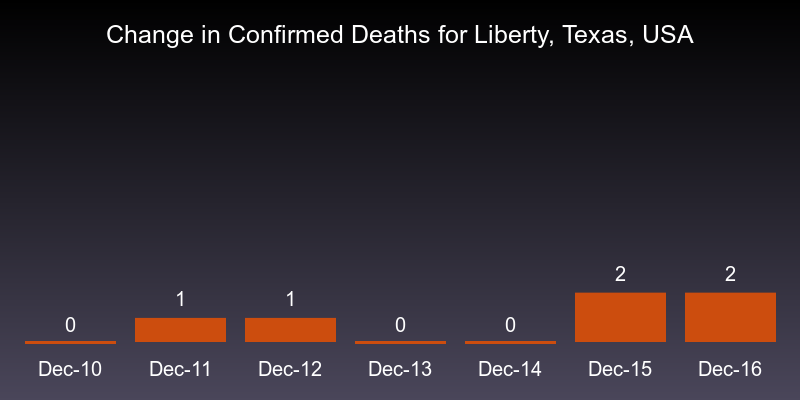 Change in Confirmed Deaths for Liberty, Texas, USA
2 2
1 1
0 0 0
Dec-10 Dec-11 Dec-12 Dec-13 Dec-14 Dec-15 Dec-16